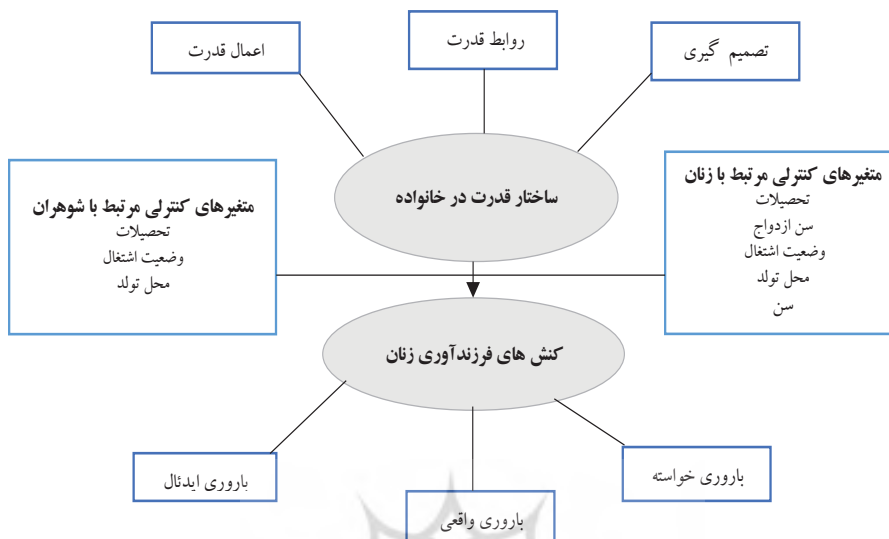 تصمیم گیری
روابط قدرت
اعمال قدرت
ساختار قدرت در خانواده
متغیرهای کنترلی مرتبط با زنان
تحصیلات
سن ازدواج
وضعیت اشتغال
محل تولد
سن
متغیرهای کنترلی مرتبط با شوهران
تحصیلات
وضعیت اشتغال
محل تولد
کنش های فرزندآوری زنان
باروری خواسته
باروری واقعی
باروری ایدئال